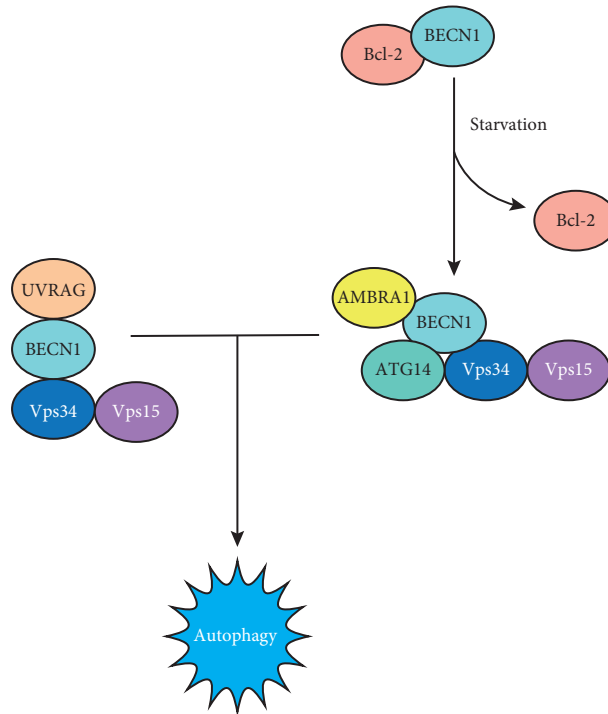 BECN1
Bcl-2
Starvation
Bcl-2
UVRAG
BECN1
Vps34
Vps15
AMBRA1
BECN1
ATG14
Vps34
Vps15
Autophagy